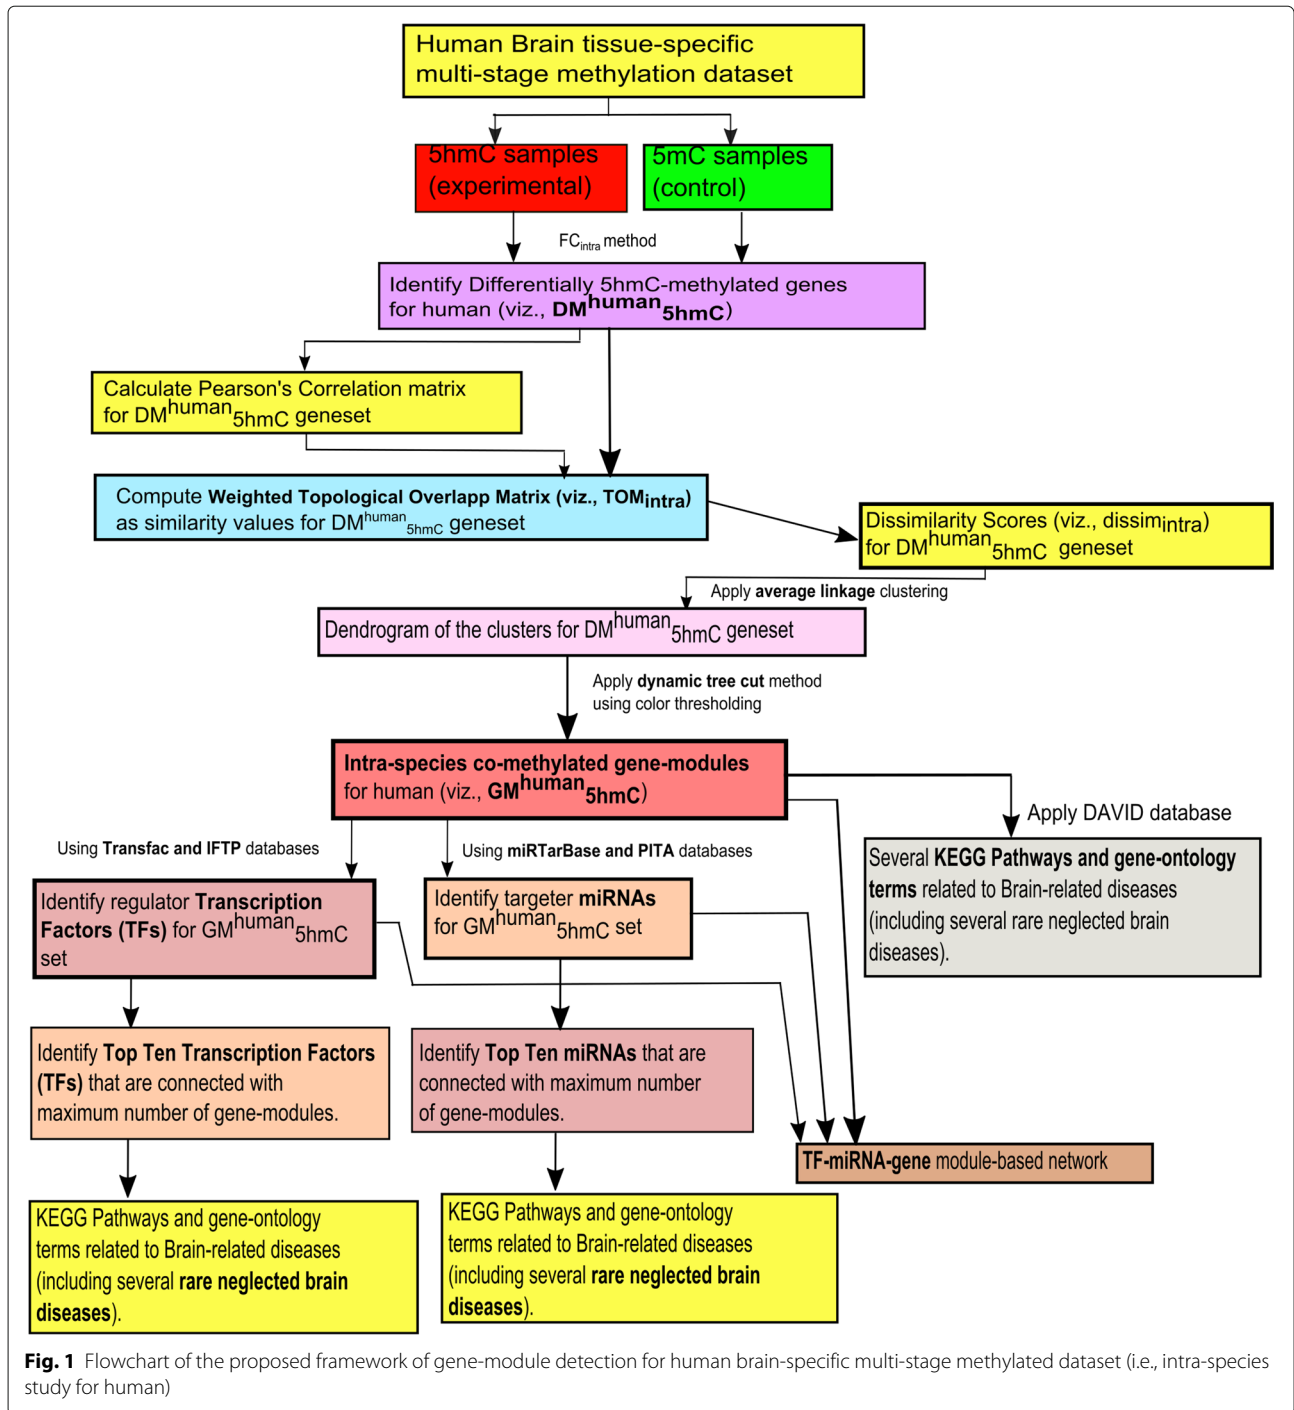 Human Brain tissue-specific
multi-stage methylation dataset
5hmC samples
(experimental)
5mC samples
(control)
FCintra method
Identify Differentially 5hmC-methylated genes
for human (viz., DMhuman5hmC)
Calculate Pearson's Correlation matrix
for DMhuman5hmC geneset
Compute Weighted Topological Overlapp Matrix (viz., TOMintra)
as similarity values for DMhuman5hmC geneset
Dissimilarity Scores (viz., dissimintra)
for DMhuman5hmC geneset
Apply average linkage clustering
Dendrogram of the clusters for DMhuman5hmC geneset
Apply dynamic tree cut method
using color thresholding
Intra-species co-methylated gene-modules
for human (viz., GMhuman5hmC)
Apply DAVID database
Using Transfac and IFTP databases
Using miRTarBase and PITA databases
Several KEGG Pathways and gene-ontology
terms related to Brain-related diseases
(including several rare neglected brain
diseases).
Identify regulator Transcription
Factors (TFs) for GMhuman5hmC
set
Identify targeter miRNAs
for GMhuman5hmC set
Identify Top Ten Transcription Factors
(TFs) that are connected with
maximum number of gene-modules.
Identify Top Ten miRNAs that are
connected with maximum number
of gene-modules.
TF-miRNA-gene module-based network
KEGG Pathways and gene-ontology
terms related to Brain-related diseases
(including several rare neglected brain
diseases).
KEGG Pathways and gene-ontology
terms related to Brain-related diseases
(including several rare neglected brain
diseases).
Fig. 1 Flowchart of the proposed framework of gene-module detection for human brain-specific multi-stage methylated dataset (i.e., intra-species
study for human)